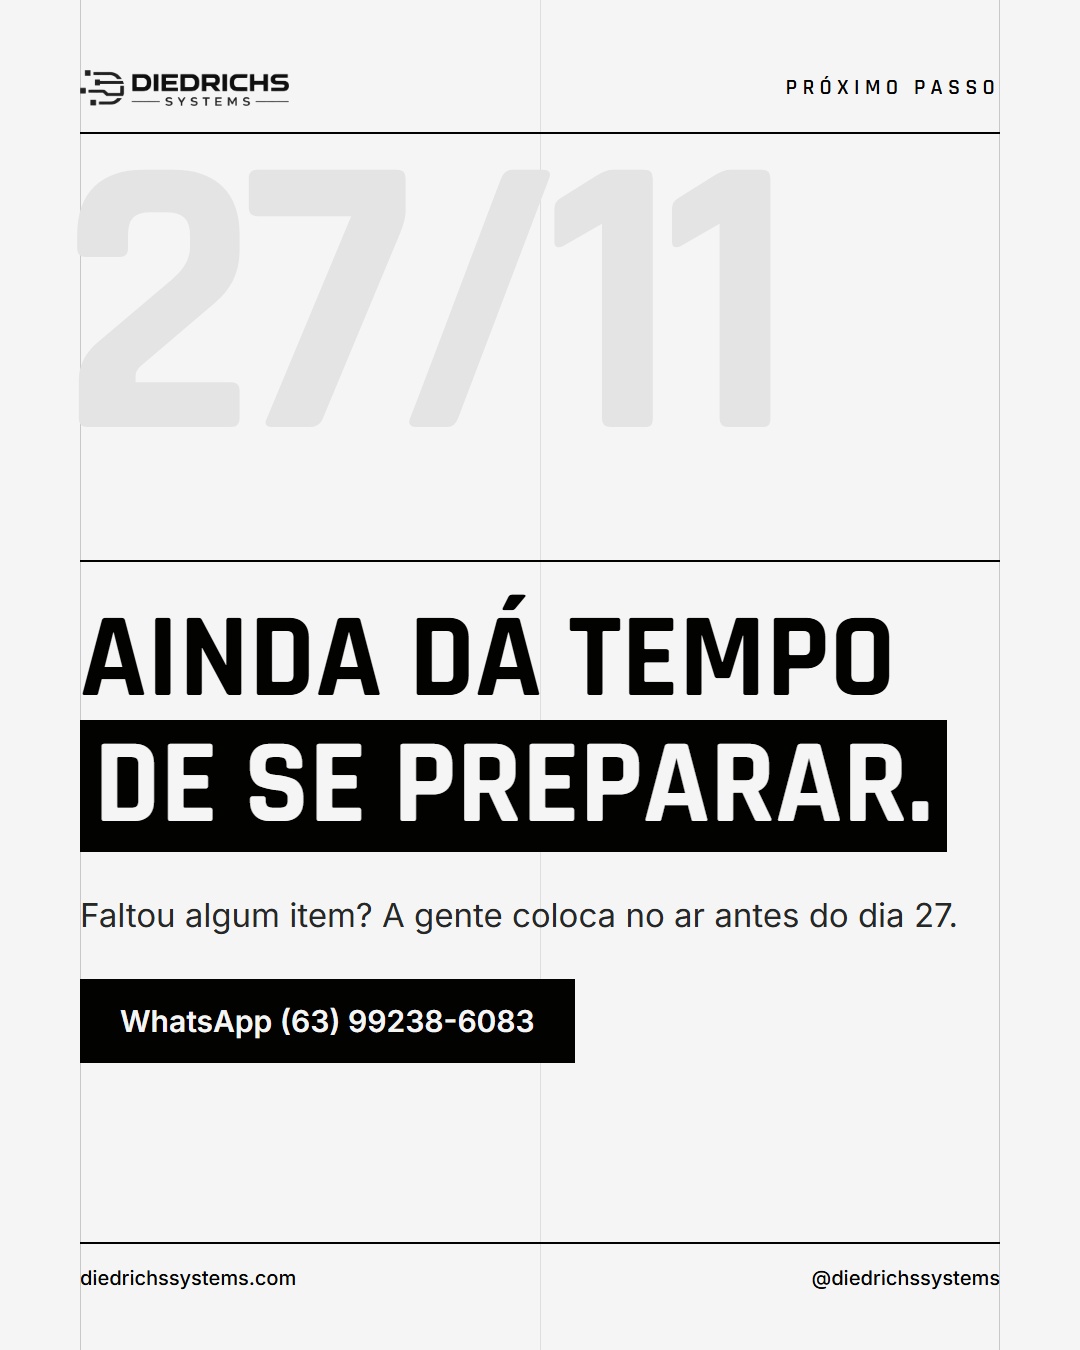 DIEDRICHS
SYSTEMS
PRÓXIMO PASSO
27/11
AINDA DÁ TEMPO
DE SE PREPARAR.
Faltou algum item? A gente coloca no ar antes do dia 27.
WhatsApp (63) 99238-6083
diedrichssystems.com
@diedrichssystems